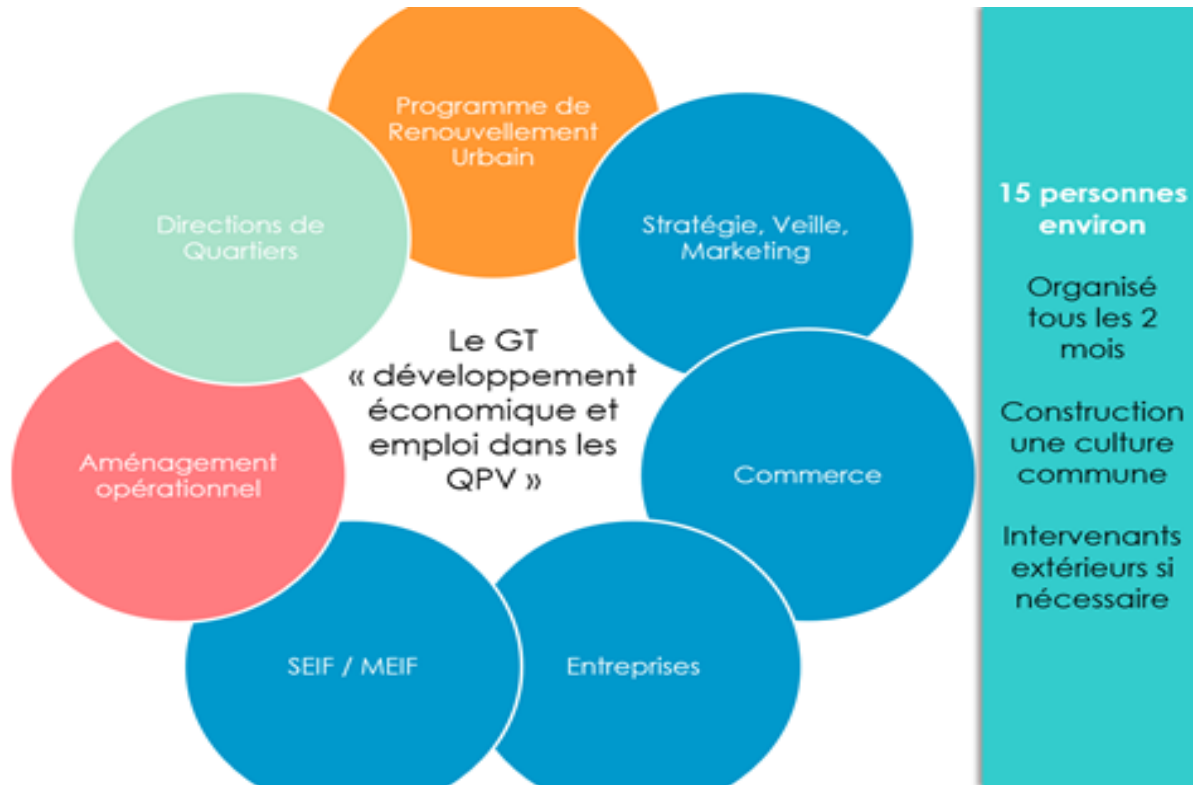 Programme de
Renouvellement
Urbain
Directions de
Quartiers
Stratégie, Veille,
Marketing
Le GT
« développement
économique et
emploi dans les
QPV »
Aménagement
opérationnel
Commerce
SEIF / MEIF
Entreprises
15 personnes
environ
Organisé
tous les 2
mois
Construction
une culture
commune
Intervenants
extérieurs si
nécessaire